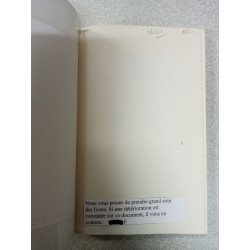 Nous vous prions de prendre grand soin
des livres. Si une détérioration est
constatée sur ce document, il vous en
coûtera :